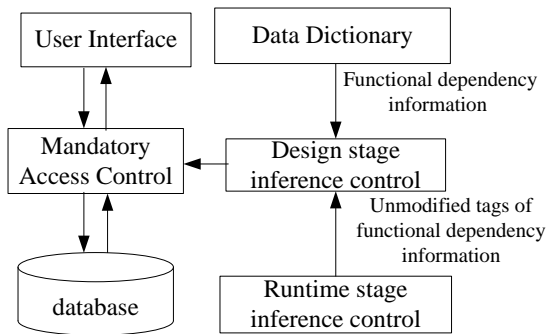 User Interface
Data Dictionary
Functional dependency
information
Mandatory
Access Control
Design stage
inference control
Unmodified tags of
functional dependency
information
database
Runtime stage
inference control